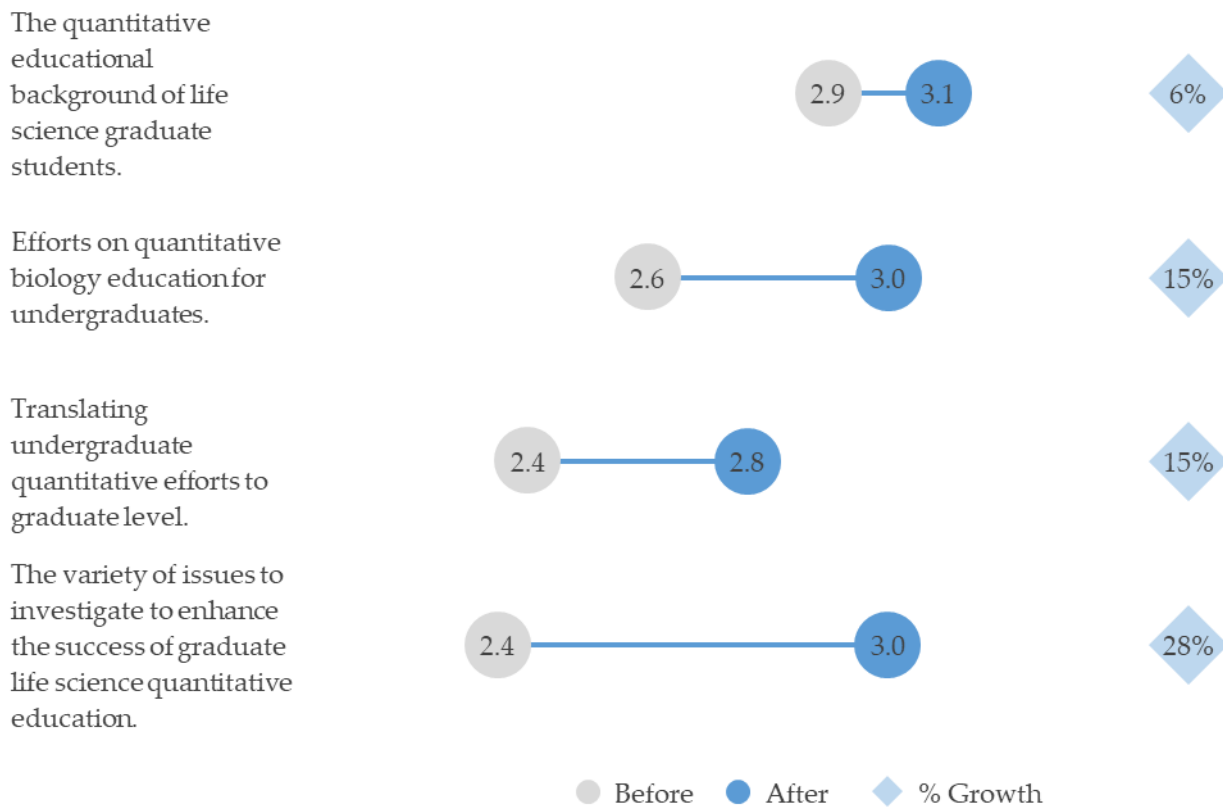 The quantitative
educational
background of life
science graduate
students.
2.9 3.1 6%
Efforts on quantitative
biology education for
undergraduates.
2.6 3.0 15%
Translating
undergraduate
quantitative efforts to
graduate level.
2.4 2.8 15%
The variety of issues to
investigate to enhance
the success of graduate
life science quantitative
education.
2.4 3.0 28%
Before After % Growth